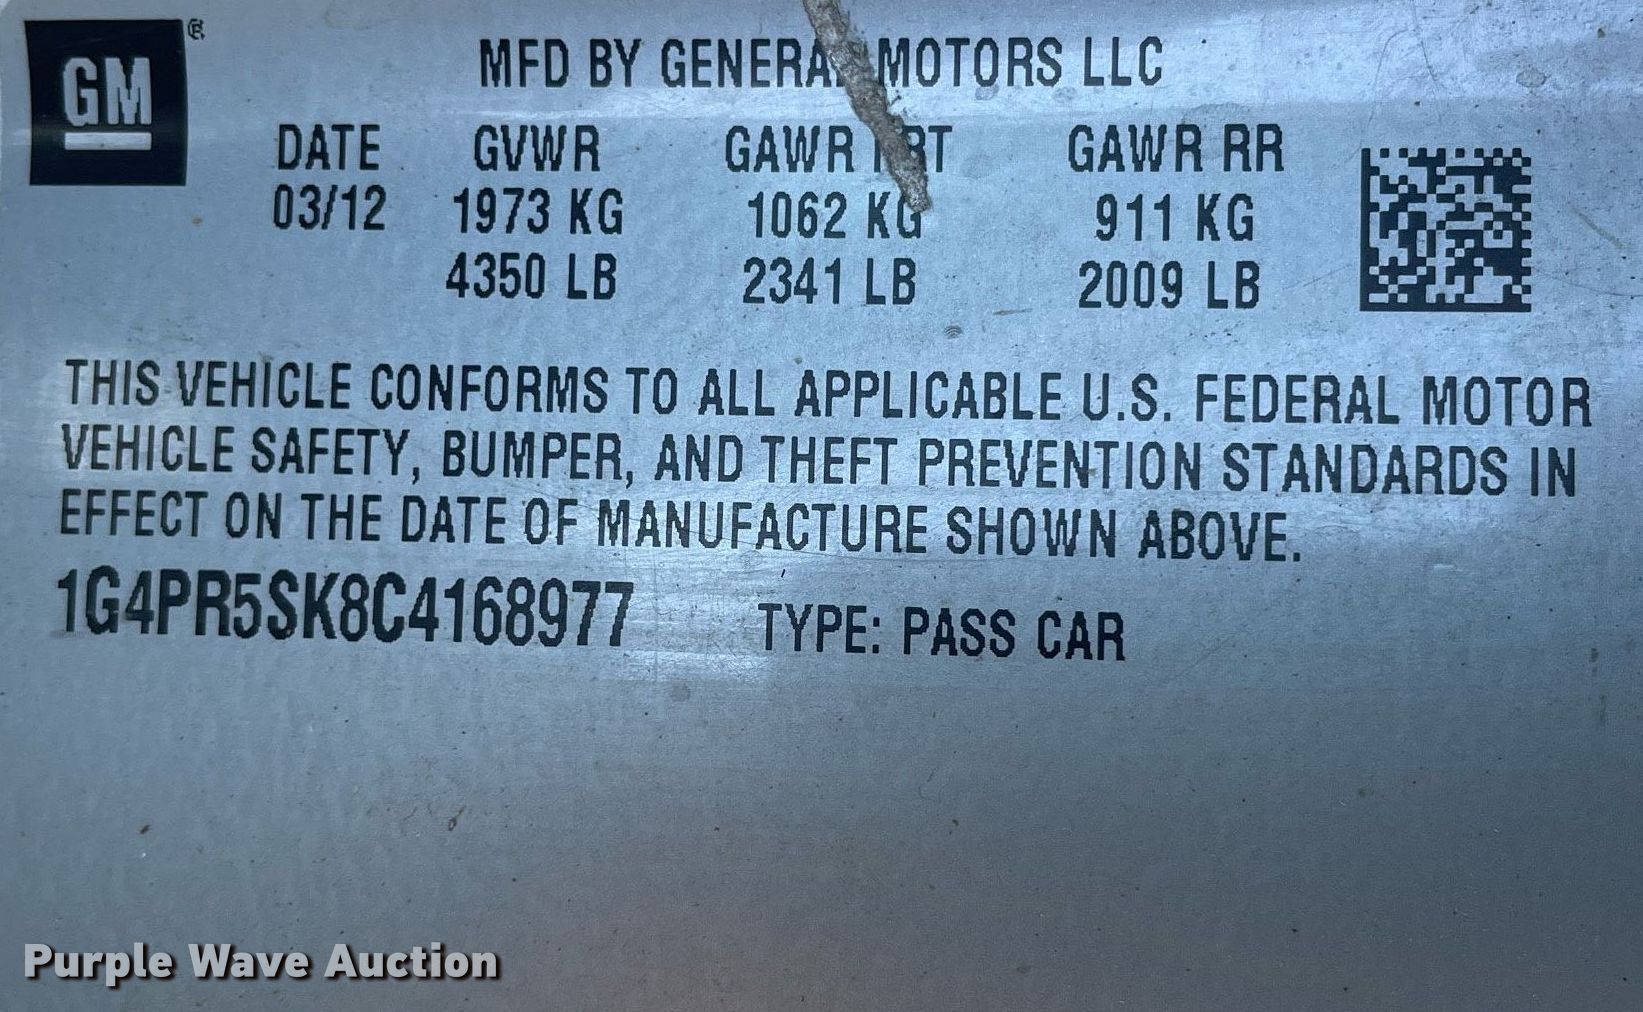 GM ®
MFD BY GENERAL MOTORS LLC
DATE GVWR GAWR FRT GAWR RR
03/12 1973 KG 1062 KG 911 KG
4350 LB 2341 LB 2009 LB
THIS VEHICLE CONFORMS TO ALL APPLICABLE U.S. FEDERAL MOTOR
VEHICLE SAFETY, BUMPER, AND THEFT PREVENTION STANDARDS IN
EFFECT ON THE DATE OF MANUFACTURE SHOWN ABOVE.
1G4PR5SK8C4168977 TYPE: PASS CAR
Purple Wave Auction